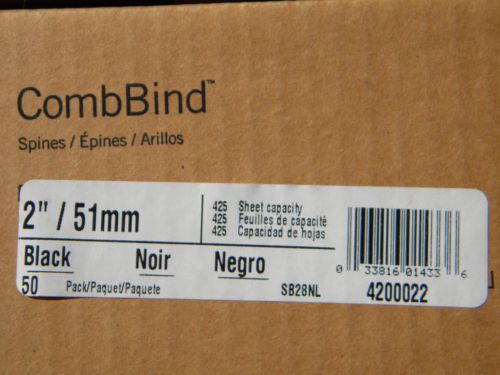 CombBind™
Spines / Épines / Arillos
2" / 51mm
425 Sheet capacity
425 Feuilles de capacité
425 Capacidad de hojas
Black Noir Negro
50 Pack/Paquet/Paquete
SB28NL
0 33816 01433 6
4200022